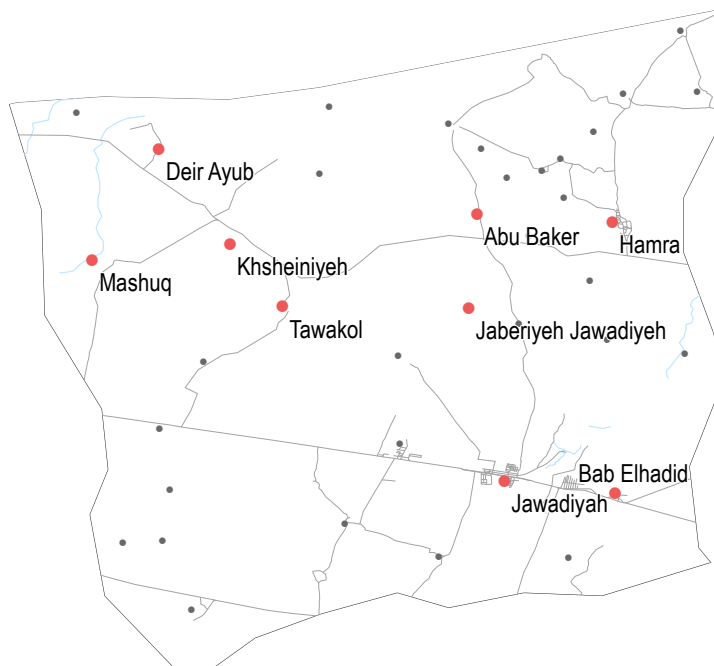 Deir Ayub
Abu Baker
Hamra
Khsheiniyeh
Mashuq
Tawakol
Jaberiyeh Jawadiyeh
Bab Elhadid
Jawadiyah